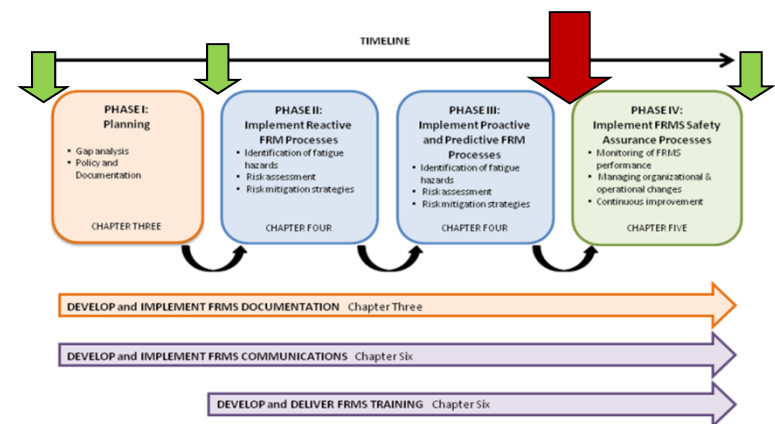 TIMELINE
PHASE I:
Planning
• Gap analysis
• Policy and
Documentation
CHAPTER THREE
PHASE II:
Implement Reactive
FRM Processes
• Identification of fatigue
hazards
• Risk assessment
• Risk mitigation strategies
CHAPTER FOUR
PHASE III:
Implement Proactive
and Predictive FRM
Processes
• Identification of fatigue
hazards
• Risk assessment
• Risk mitigation strategies
CHAPTER FOUR
PHASE IV:
Implement FRMS Safety
Assurance Processes
• Monitoring of FRMS
performance
• Managing organizational &
operational changes
• Continuous improvement
CHAPTER FIVE
DEVELOP and IMPLEMENT FRMS DOCUMENTATION Chapter Three
DEVELOP and IMPLEMENT FRMS COMMUNICATIONS Chapter Six
DEVELOP and DELIVER FRMS TRAINING Chapter Six